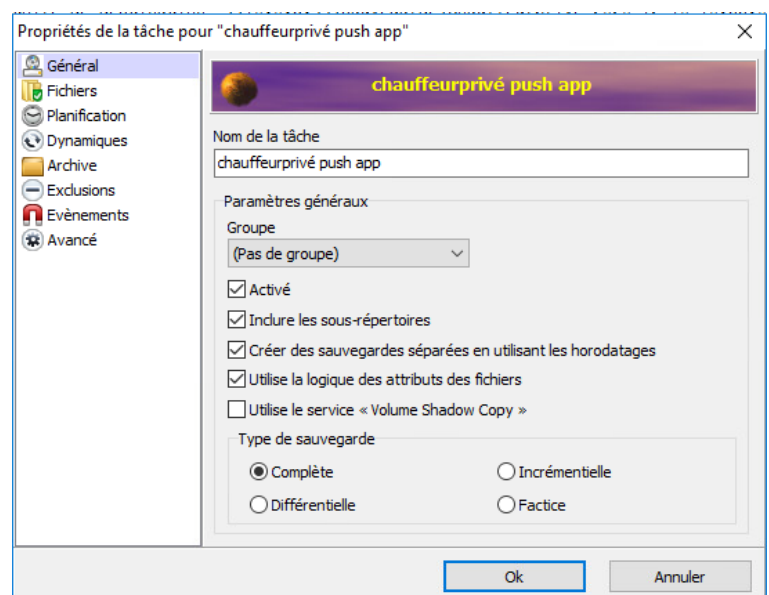 Propriétés de la tâche pour "chauffeurprivé push app"
Général
Fichiers
Planification
Dynamiques
Archive
Exclusions
Evènements
Avancé
chauffeurprivé push app
Nom de la tâche
chauffeurprivé push app
Paramètres généraux
Groupe
(Pas de groupe)
Activé
Inclure les sous-répertoires
Créer des sauvegardes séparées en utilisant les horodatages
Utilise la logique des attributs des fichiers
Utilise le service « Volume Shadow Copy »
Type de sauvegarde
Complète
Incrémentielle
Différentielle
Factice
Ok
Annuler